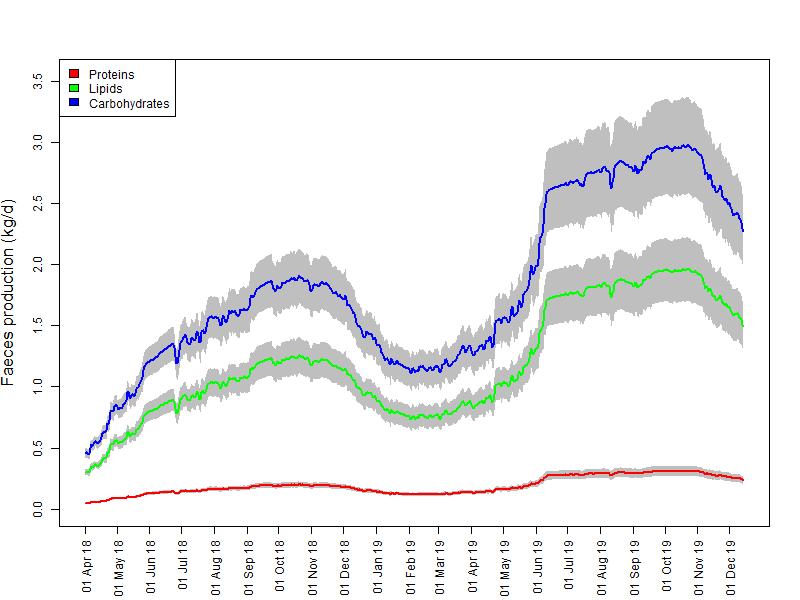 Proteins
Lipids
Carbohydrates
Faeces production (kg/d)
3.5
3.0
2.5
2.0
1.5
1.0
0.5
0.0
01 Apr 18
01 May 18
01 Jun 18
01 Jul 18
01 Aug 18
01 Sep 18
01 Oct 18
01 Nov 18
01 Dec 18
01 Jan 19
01 Feb 19
01 Mar 19
01 Apr 19
01 May 19
01 Jun 19
01 Jul 19
01 Aug 19
01 Sep 19
01 Oct 19
01 Nov 19
01 Dec 19